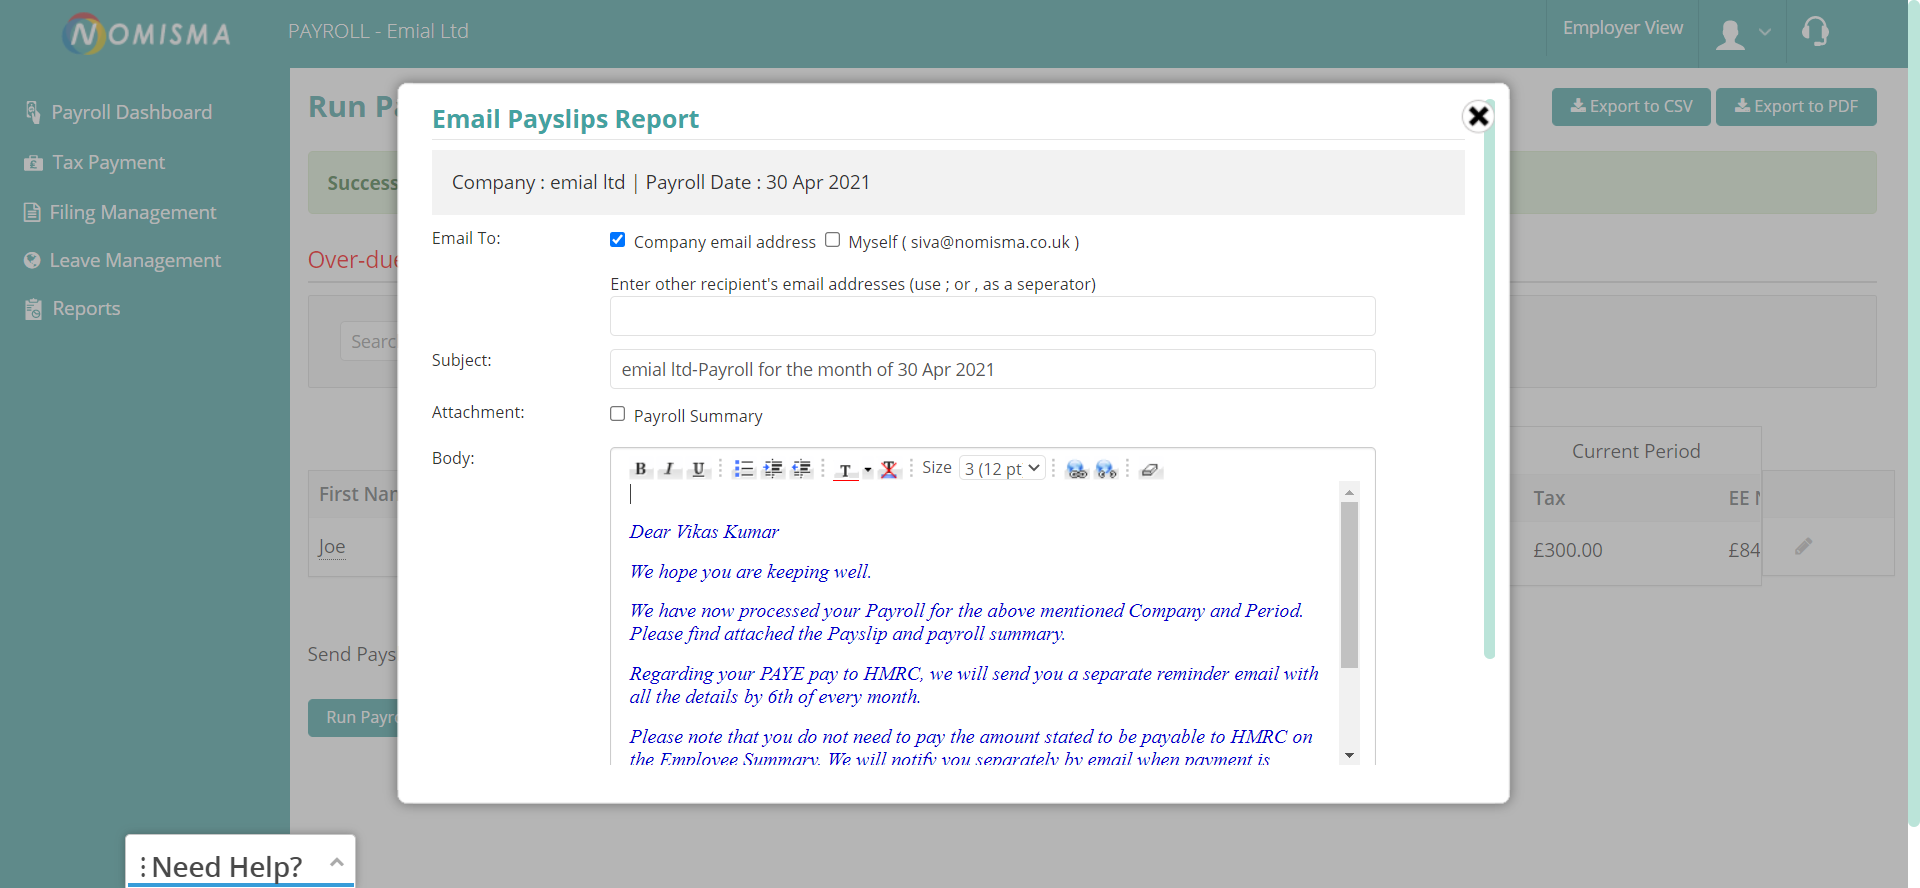 NOMISMA
PAYROLL - Emial Ltd
Employer View
Payroll Dashboard
Tax Payment
Filing Management
Leave Management
Reports
Run Pa
Export to CSV
Export to PDF
Success
Over-due
Searc
First Nar
Joe
Current Period
Tax
EE N
£300.00
£84
Send Pays
Run Payro
Email Payslips Report
Company : emial ltd | Payroll Date : 30 Apr 2021
Email To:
Company email address
Myself ( siva@nomisma.co.uk )
Enter other recipient's email addresses (use ; or , as a seperator)
Subject:
emial ltd-Payroll for the month of 30 Apr 2021
Attachment:
Payroll Summary
Body:
B I U T T Size 3 (12 pt
Dear Vikas Kumar
We hope you are keeping well.
We have now processed your Payroll for the above mentioned Company and Period.
Please find attached the Payslip and payroll summary.
Regarding your PAYE pay to HMRC, we will send you a separate reminder email with
all the details by 6th of every month.
Please note that you do not need to pay the amount stated to be payable to HMRC on
the Employee Summary. We will notify you separately by email when payment is
Need Help?